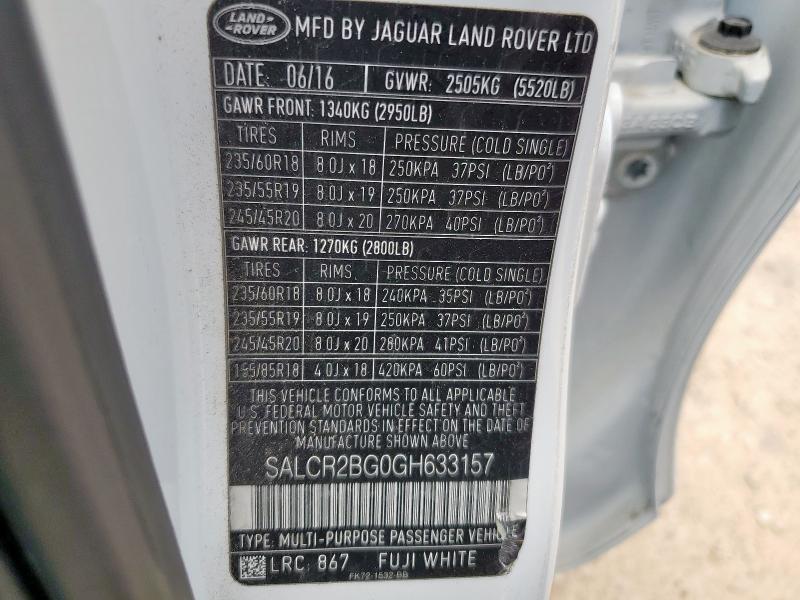 LAND-
ROVER
MFD BY JAGUAR LAND ROVER LTD
DATE: 06/16 GVWR: 2505KG (5520LB)
GAWR FRONT: 1340KG (2950LB)
TIRES RIMS PRESSURE (COLD SINGLE)
235/60R18 8.0J x 18 250KPA 37PSI (LB/PO²)
235/55R19 8.0J x 19 250KPA 37PSI (LB/PO²)
245/45R20 8.0J x 20 270KPA 40PSI (LB/PO²)
GAWR REAR: 1270KG (2800LB)
TIRES RIMS PRESSURE (COLD SINGLE)
235/60R18 8.0J x 18 240KPA 35PSI (LB/PO²)
235/55R19 8.0J x 19 250KPA 37PSI (LB/PO²)
245/45R20 8.0J x 20 280KPA 41PSI (LB/PO²)
155/85R18 4.0J x 18 420KPA 60PSI (LB/PO²)
THIS VEHICLE CONFORMS TO ALL APPLICABLE
U.S. FEDERAL MOTOR VEHICLE SAFETY AND THEFT
PREVENTION STANDARDS IN EFFECT ON THE DATE OF
MANUFACTURE SHOWN ABOVE
SALCR2BG0GH633157
TYPE: MULTI-PURPOSE PASSENGER VEHICLE
LRC: 867 FUJI WHITE
FK72-1532-BB